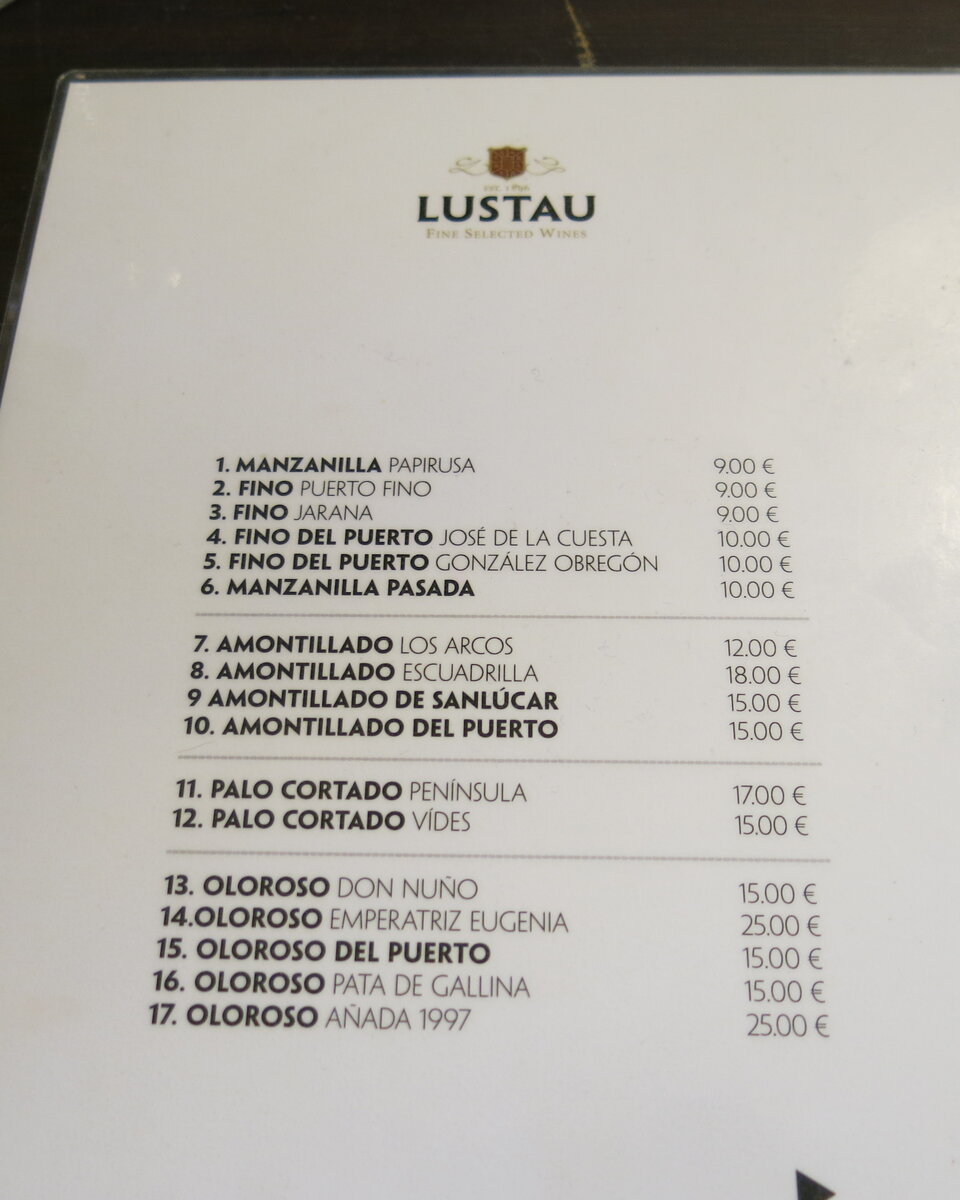 EST. 1896
LUSTAU
FINE SELECTED WINES
1. MANZANILLA PAPIRUSA 9.00 €
2. FINO PUERTO FINO 9.00 €
3. FINO JARANA 9.00 €
4. FINO DEL PUERTO JOSÉ DE LA CUESTA 10.00 €
5. FINO DEL PUERTO GONZÁLEZ OBREGÓN 10.00 €
6. MANZANILLA PASADA 10.00 €
7. AMONTILLADO LOS ARCOS 12.00 €
8. AMONTILLADO ESCUADRILLA 18.00 €
9 AMONTILLADO DE SANLÚCAR 15.00 €
10. AMONTILLADO DEL PUERTO 15.00 €
11. PALO CORTADO PENÍNSULA 17.00 €
12. PALO CORTADO VÍDES 15.00 €
13. OLOROSO DON NUÑO 15.00 €
14.OLOROSO EMPERATRIZ EUGENIA 25.00 €
15. OLOROSO DEL PUERTO 15.00 €
16. OLOROSO PATA DE GALLINA 15.00 €
17. OLOROSO AÑADA 1997 25.00 €